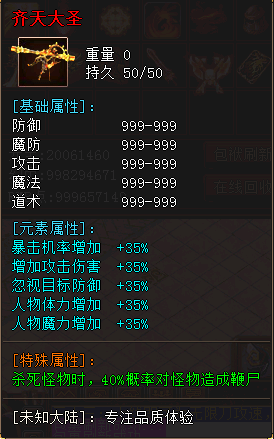 齐天大圣
重量 0
持久 50/50
[基础属性]:
防御 999-999
魔防 999-999
攻击 999-999
魔法 999-999
道术 999-999
[元素属性]:
暴击机率增加 +35%
增加攻击伤害 +35%
忽视目标防御 +35%
人物体力增加 +35%
人物魔力增加 +35%
[特殊属性]:
杀死怪物时，40%概率对怪物造成鞭尸
[未知大陆]: 专注品质体验